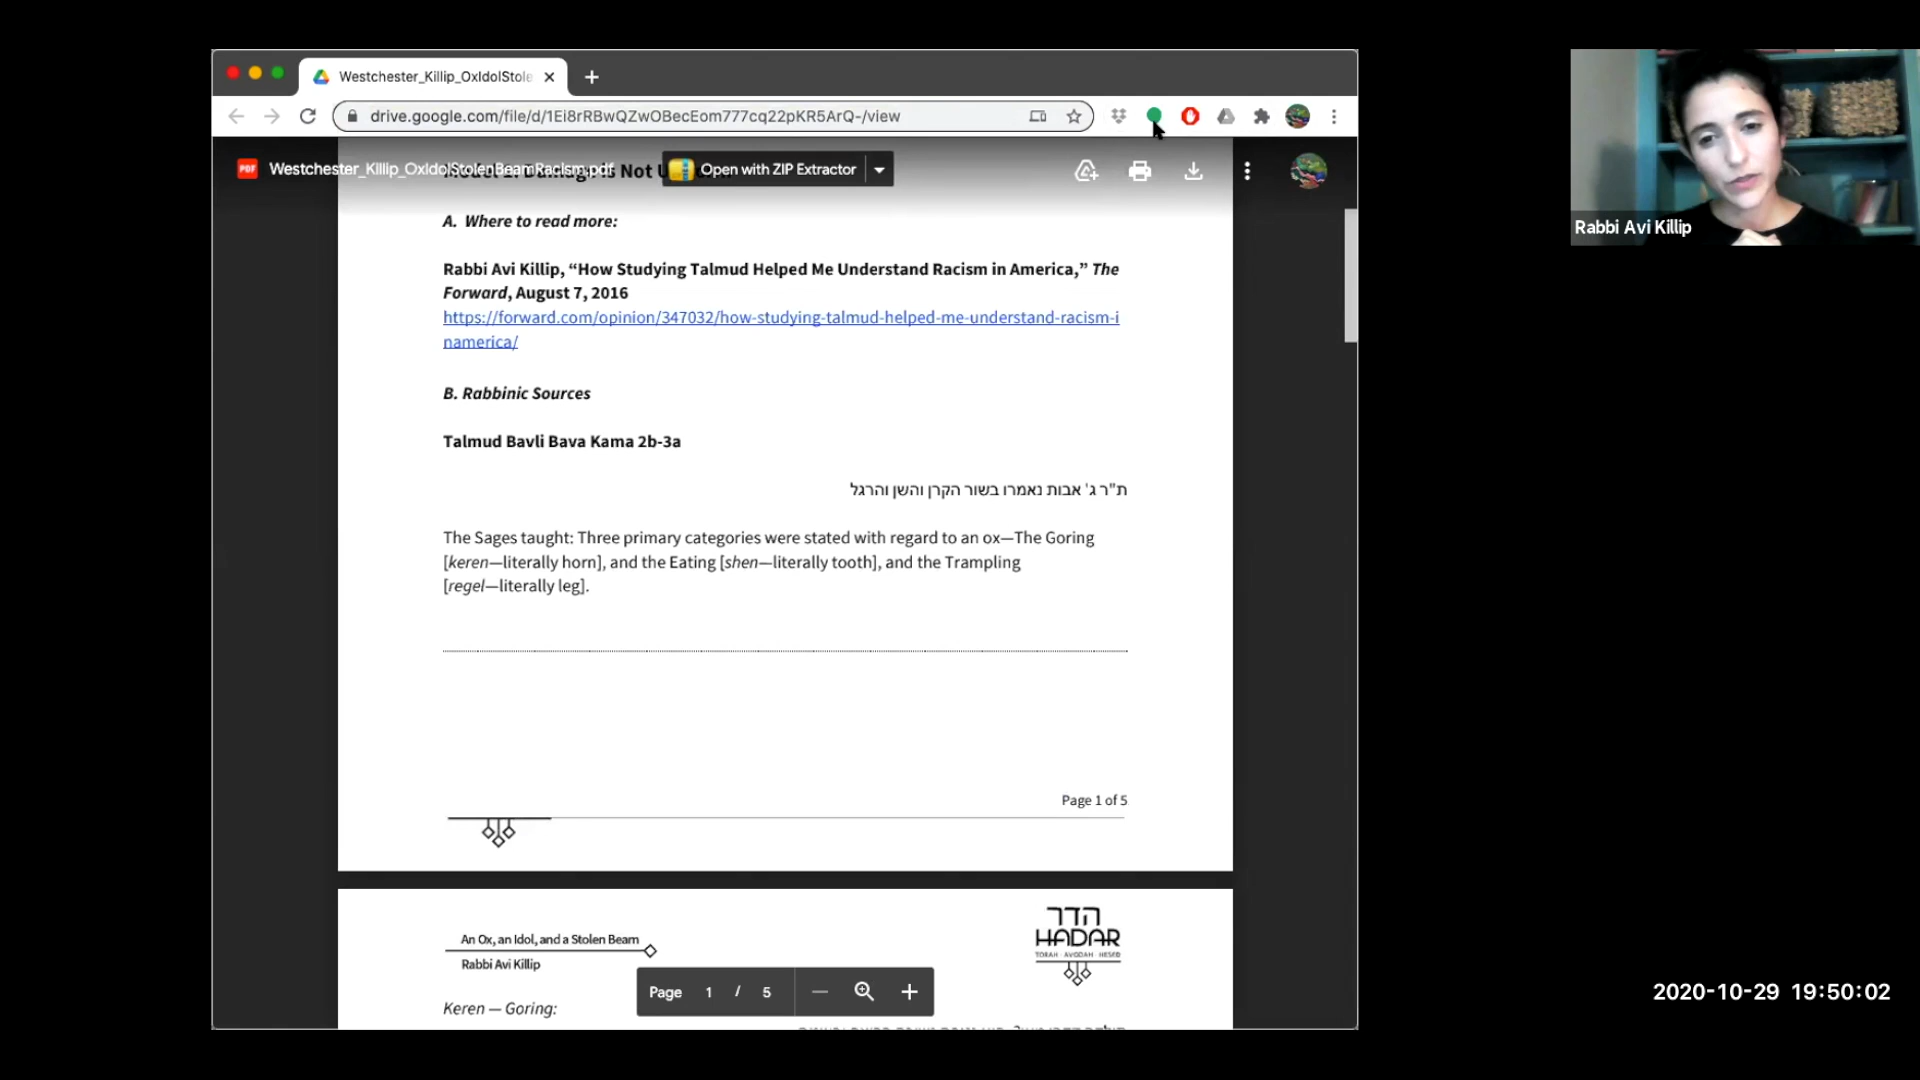 Westchester_Killip_OxIdolStole
drive.google.com/file/d/1Ei8rRBwQZwOBecEom777cq22pKR5ArQ-/view
Westchester_Killip_OxIdolStolenBeamRacism.pdf
Open with ZIP Extractor
A. Where to read more:
Rabbi Avi Killip, “How Studying Talmud Helped Me Understand Racism in America,” The
Forward, August 7, 2016
https://forward.com/opinion/347032/how-studying-talmud-helped-me-understand-racism-i
namerica/
B. Rabbinic Sources
Talmud Bavli Bava Kama 2b-3a
ת"ר ג' אבות נאמרו בשור הקרן והשן והרגל
The Sages taught: Three primary categories were stated with regard to an ox—The Goring
[keren—literally horn], and the Eating [shen—literally tooth], and the Trampling
[regel—literally leg].
Page 1 of 5
An Ox, an Idol, and a Stolen Beam
Rabbi Avi Killip
הדר
HADAR
TORAH · AVODAH · HESED
Keren — Goring:
Page 1 / 5
Rabbi Avi Killip
2020-10-29 19:50:02